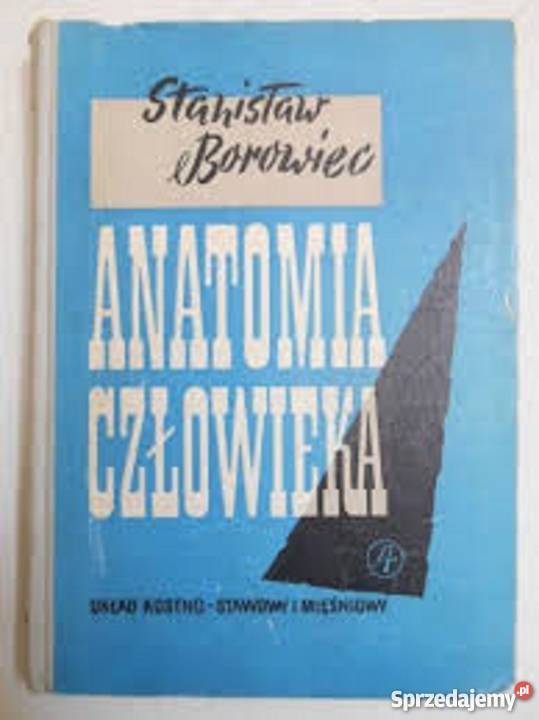 Stanisław
Borowiec
ANATOMIA
CZŁOWIEKA
UKŁAD KOSTNO-STAWOWY I MIĘŚNIOWY
Sprzedajemy.pl